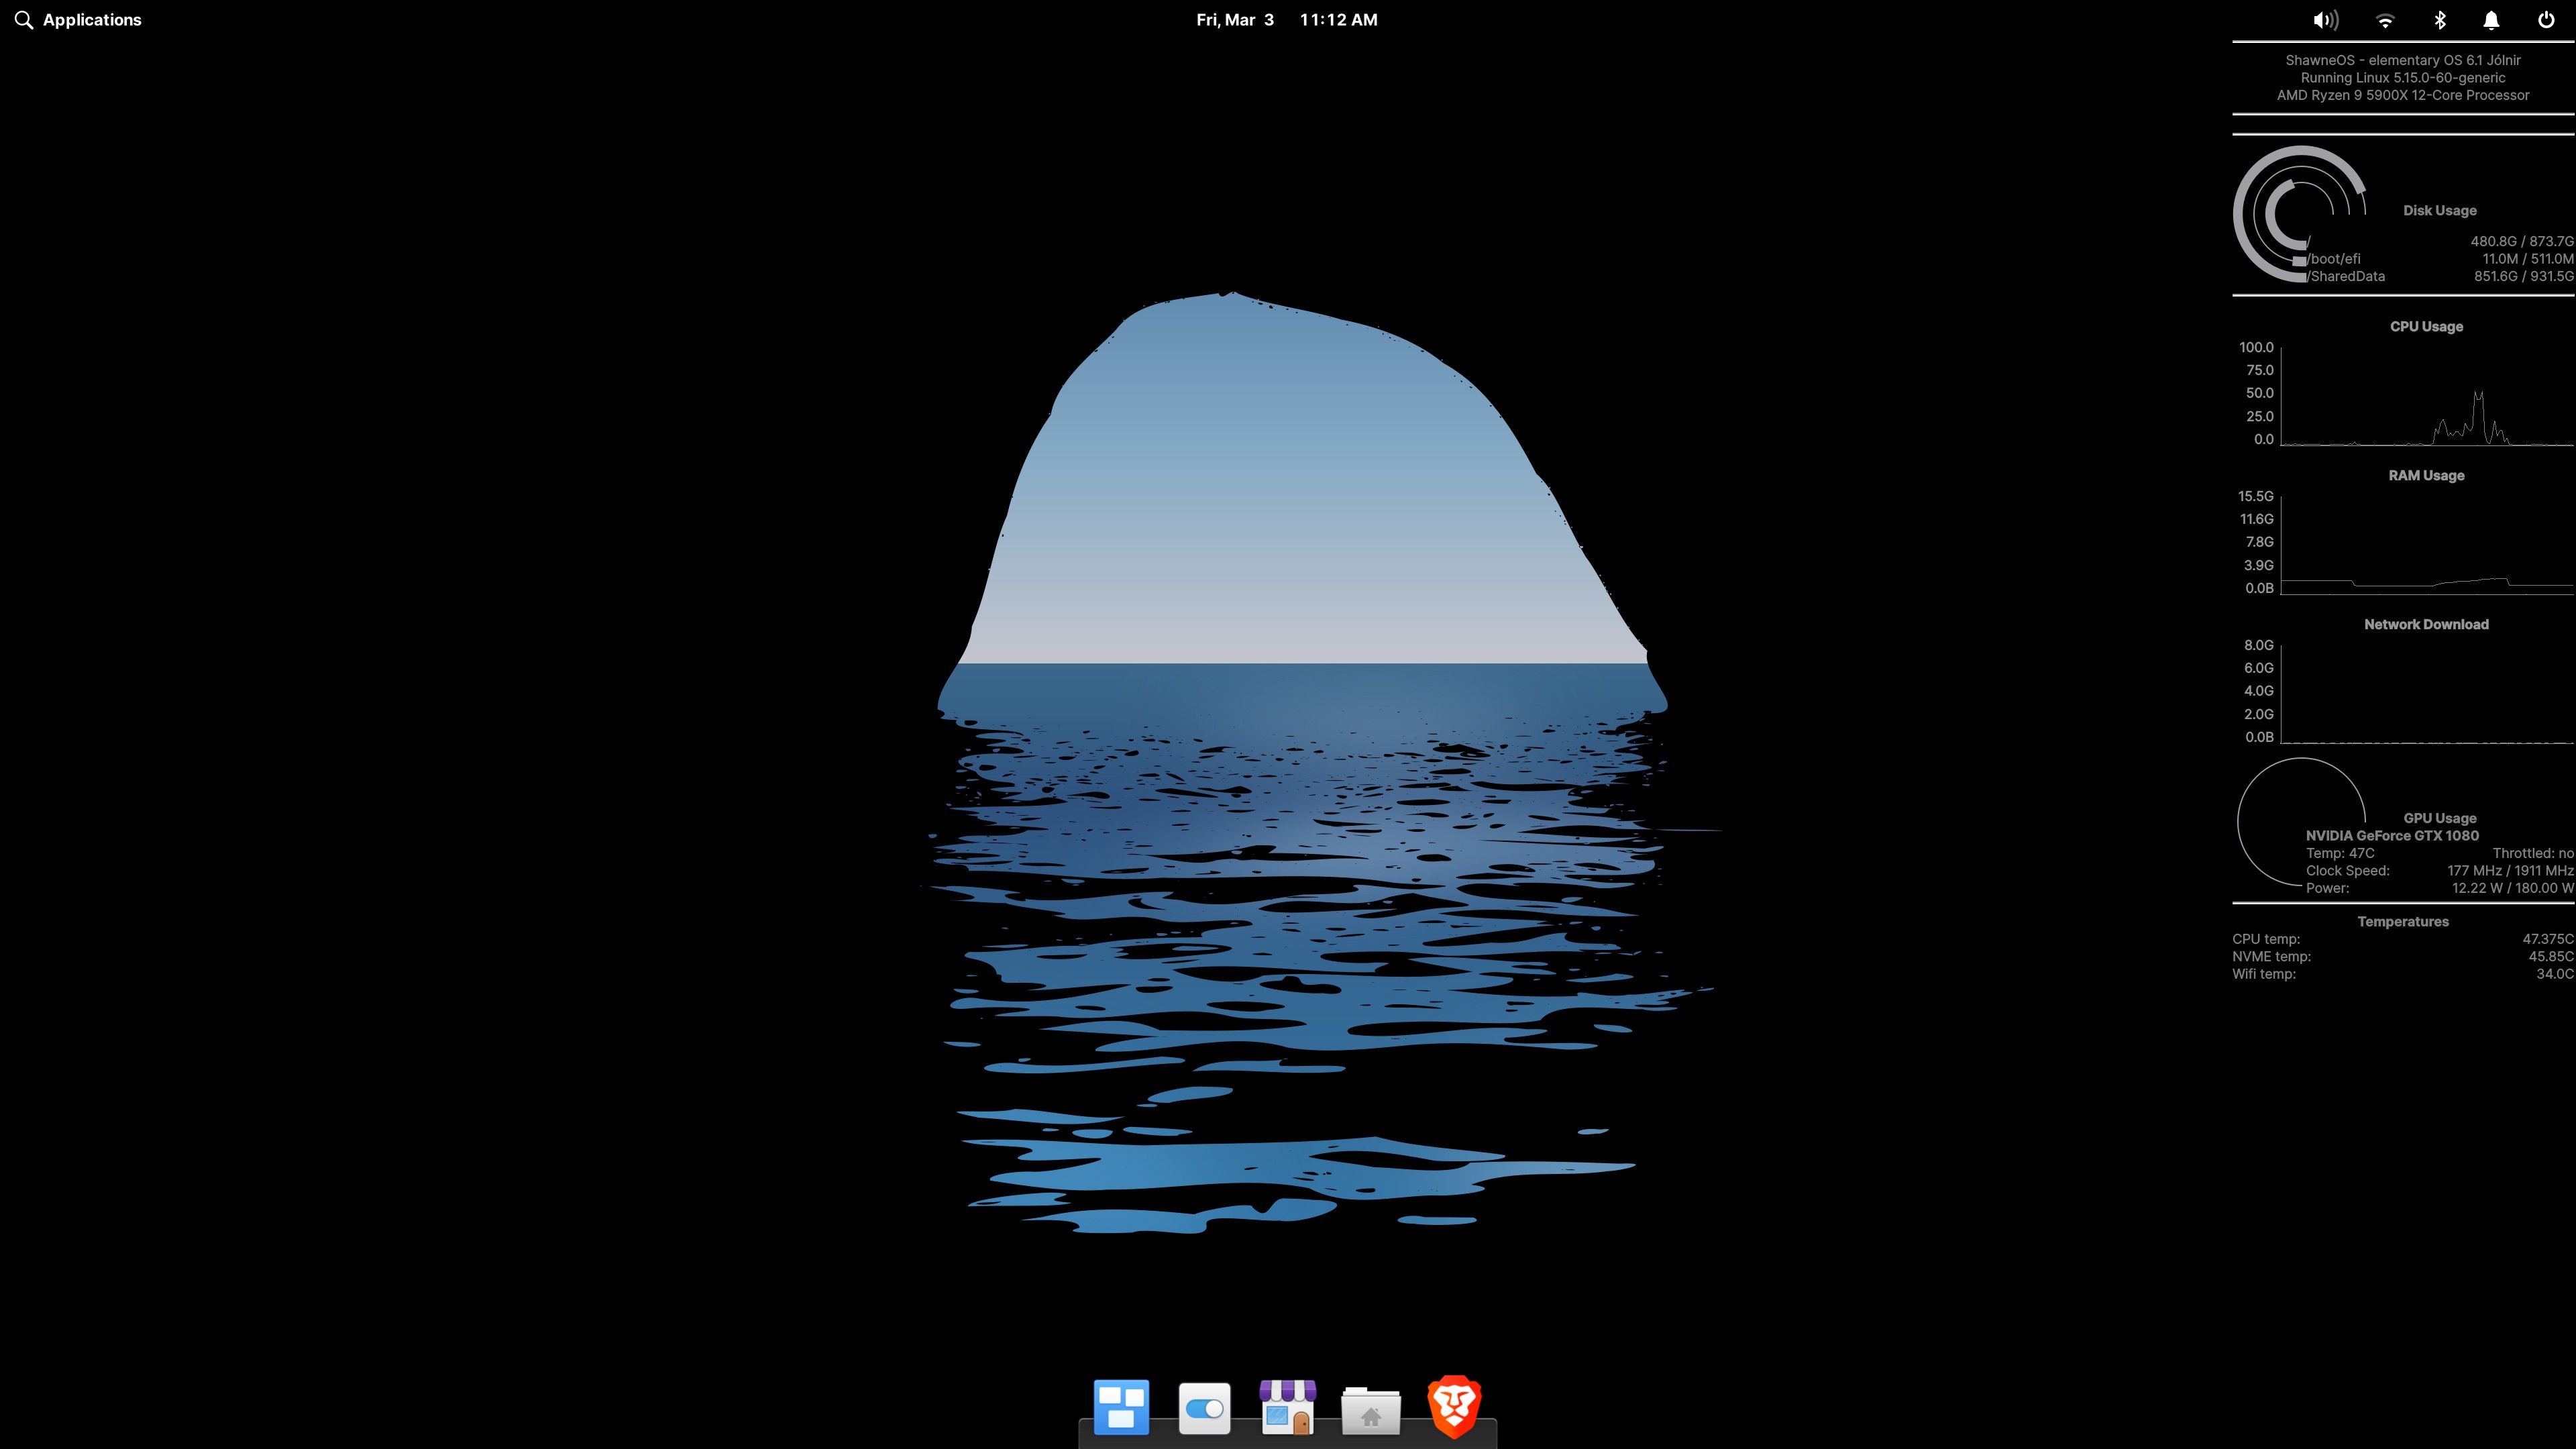 Applications
Fri, Mar 3 11:12 AM
ShawneOS - elementary OS 6.1 Jólnir
Running Linux 5.15.0-60-generic
AMD Ryzen 9 5900X 12-Core Processor
Disk Usage
/ 480.8G / 873.7G
/boot/efi 11.0M / 511.0M
/SharedData 851.6G / 931.5G
CPU Usage
100.0
75.0
50.0
25.0
0.0
RAM Usage
15.5G
11.6G
7.8G
3.9G
0.0B
Network Download
8.0G
6.0G
4.0G
2.0G
0.0B
GPU Usage
NVIDIA GeForce GTX 1080
Temp: 47C Throttled: no
Clock Speed: 177 MHz / 1911 MHz
Power: 12.22 W / 180.00 W
Temperatures
CPU temp: 47.375C
NVME temp: 45.85C
Wifi temp: 34.0C